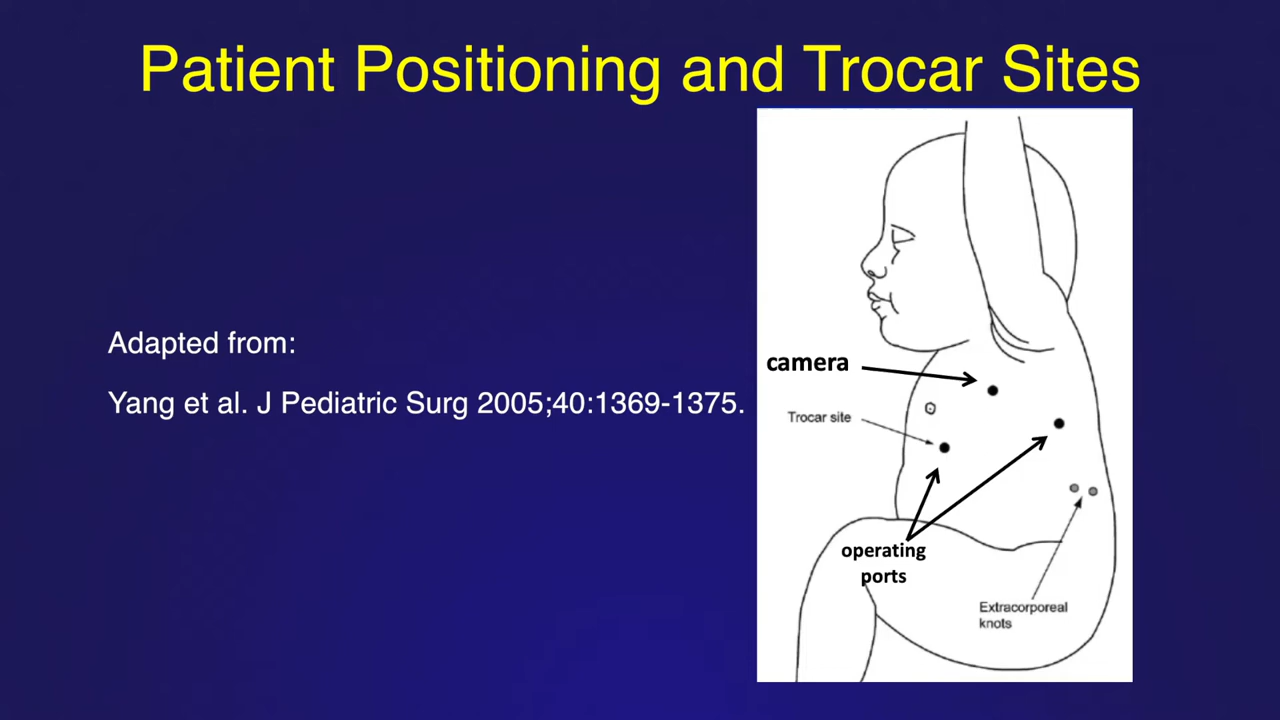 Patient Positioning and Trocar Sites
Adapted from:
Yang et al. J Pediatric Surg 2005;40:1369-1375.
camera
Trocar site
operating
ports
Extracorporeal
knots